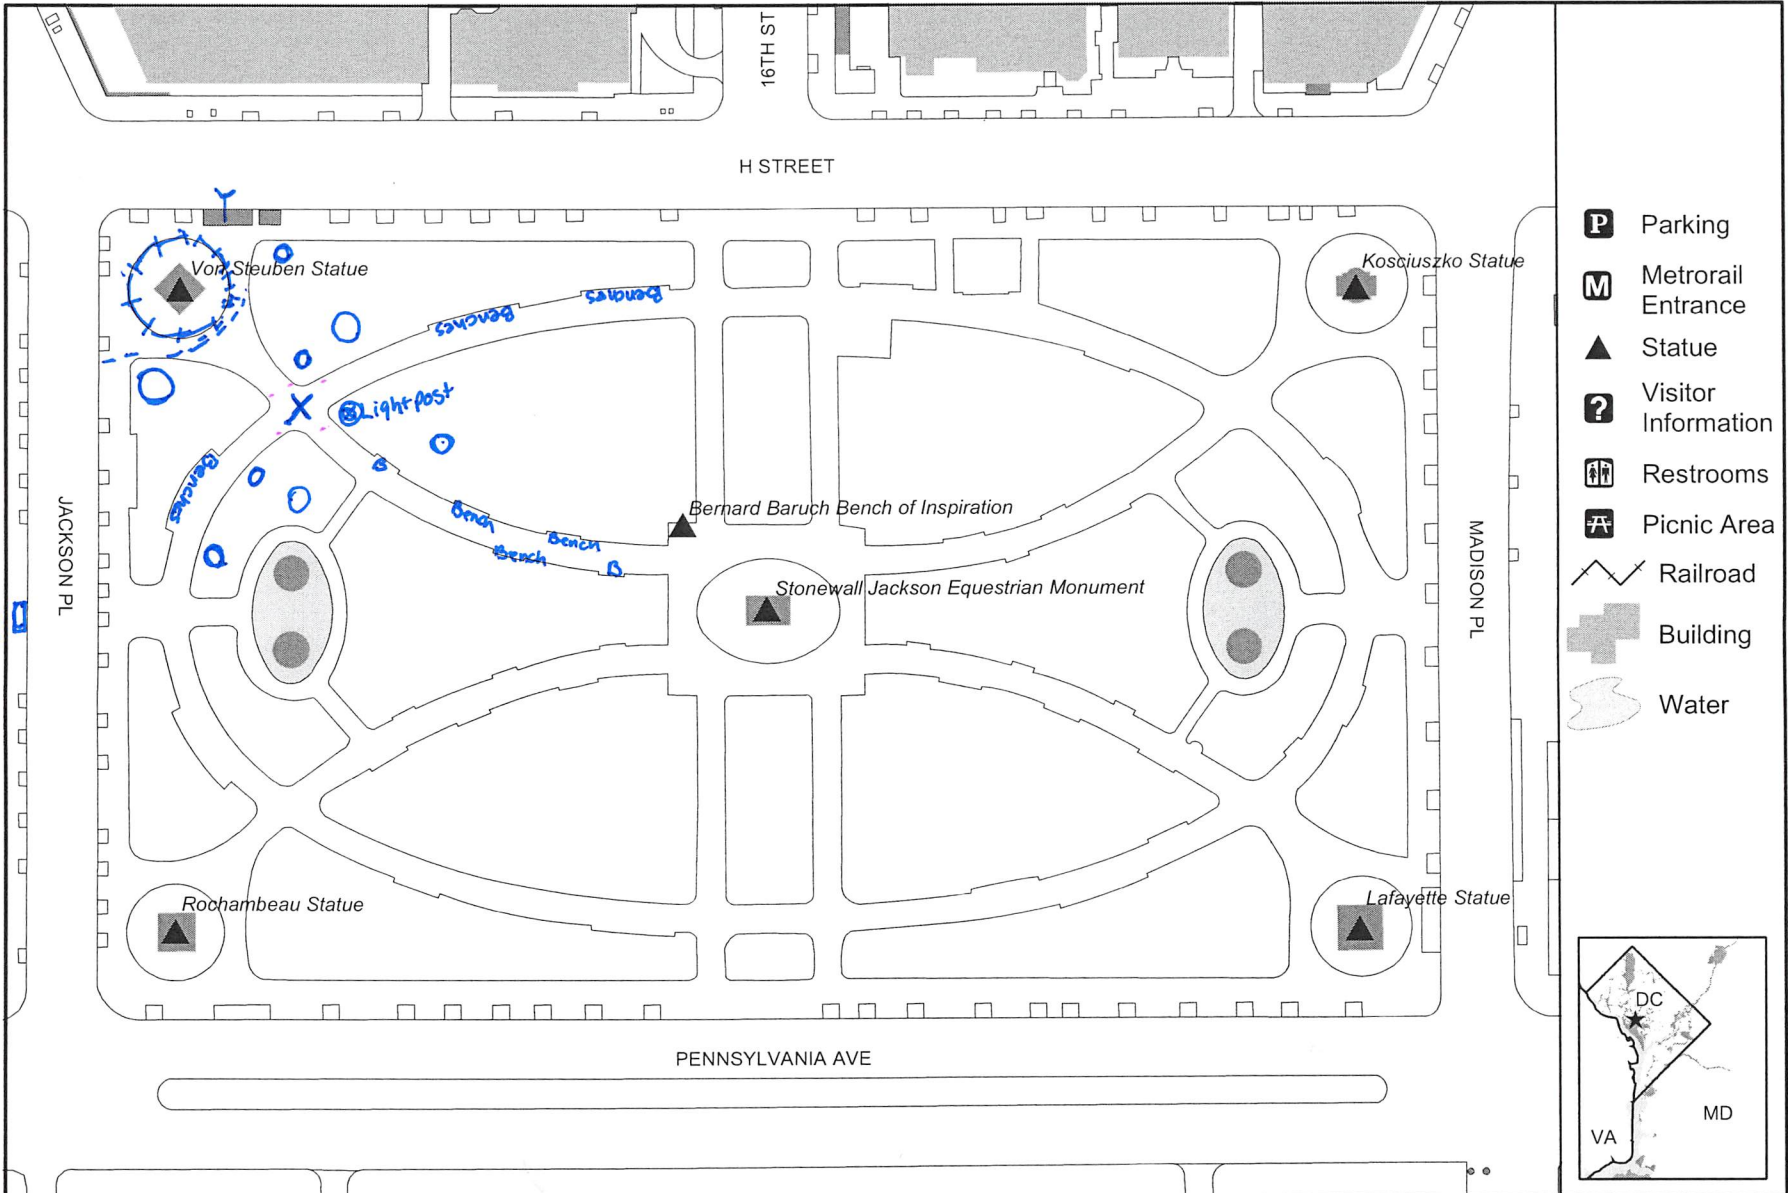 16TH ST
H STREET
Y
Von Steuben Statue
Kosciuszko Statue
Benches
Benches
X
Lightpost
Benches
B
Bench
Bench
Bench
B
Bernard Baruch Bench of Inspiration
Stonewall Jackson Equestrian Monument
JACKSON PL
MADISON PL
Rochambeau Statue
Lafayette Statue
PENNSYLVANIA AVE
P Parking
M Metrorail
Entrance
Statue
? Visitor
Information
Restrooms
Picnic Area
Railroad
Building
Water
DC
MD
VA